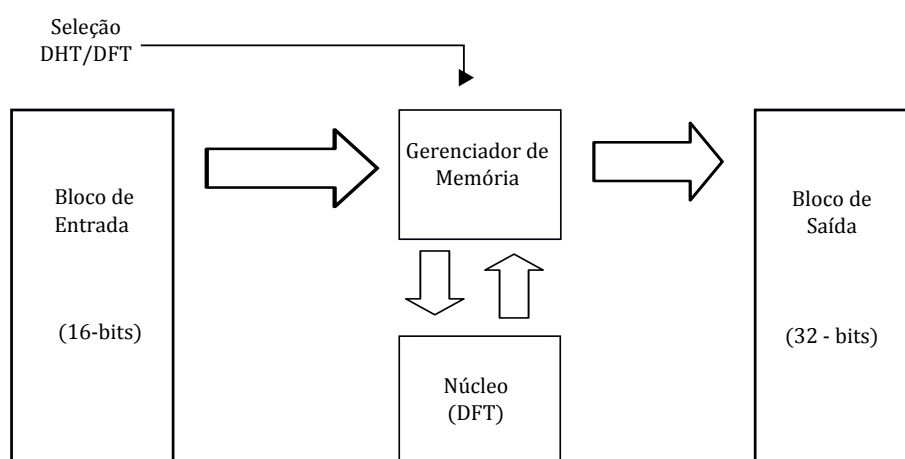 Seleção
DHT/DFT
Bloco de
Entrada
(16-bits)
Gerenciador de
Memória
Núcleo
(DFT)
Bloco de
Saída
(32 - bits)